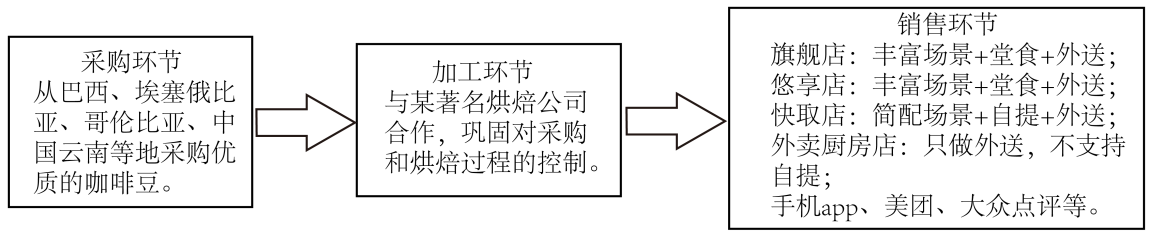 采购环节
从巴西、埃塞俄比
亚、哥伦比亚、中
国云南等地采购优
质的咖啡豆。
加工环节
与某著名烘焙公司
合作，巩固对采购
和烘焙过程的控制。
销售环节
旗舰店：丰富场景+堂食+外送；
悠享店：丰富场景+堂食+外送；
快取店：简配场景+自提+外送；
外卖厨房店：只做外送，不支持
自提；
手机app、美团、大众点评等。